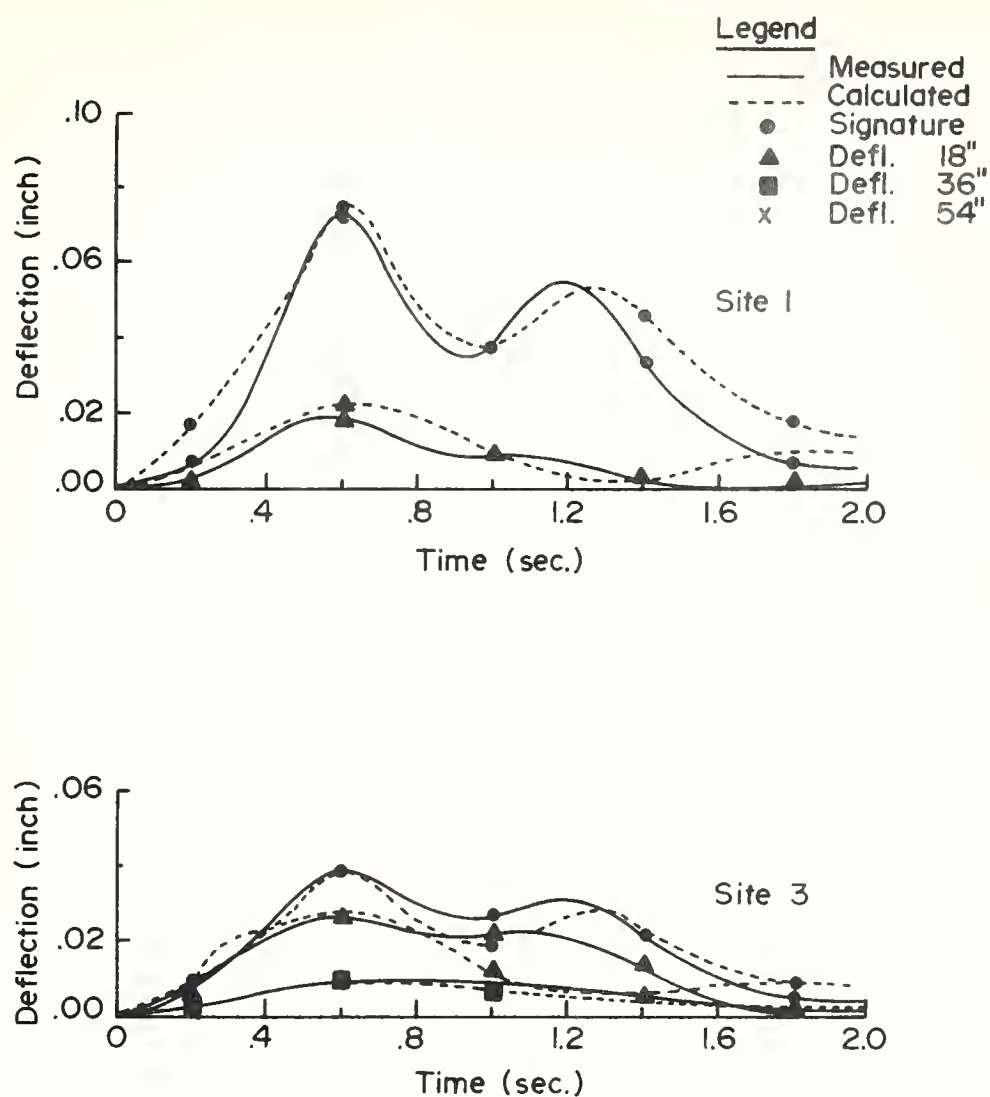 Legend
Measured
Calculated
Signature
Defl. 18"
Defl. 36"
x Defl. 54"
.10
.06
.02
.00
Deflection (inch)
Site 1
0 .4 .8 1.2 1.6 2.0
Time (sec.)
.06
.02
.00
Deflection (inch)
Site 3
0 .4 .8 1.2 1.6 2.0
Time (sec.)